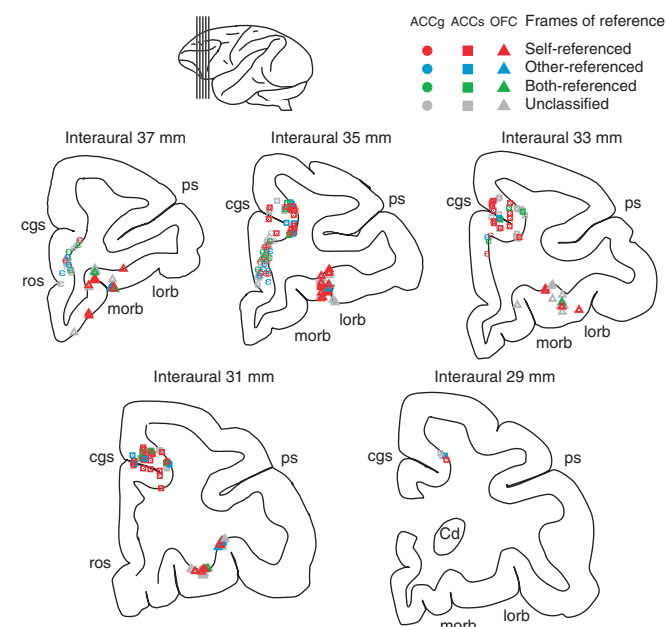 ACCg ACCs OFC Frames of reference
Self-referenced
Other-referenced
Both-referenced
Unclassified
Interaural 37 mm
Interaural 35 mm
Interaural 33 mm
ps
cgs
ros
morb
lorb
cgs
ps
morb
lorb
cgs
ps
morb
lorb
Interaural 31 mm
Interaural 29 mm
cgs
ps
ros
cgs
ps
Cd
morb
lorb